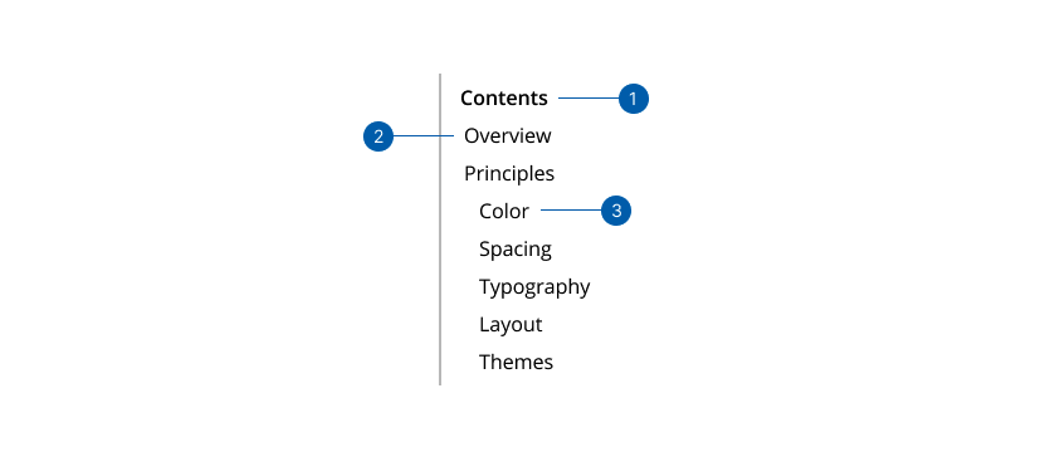 Contents 1
2 Overview
Principles
Color 3
Spacing
Typography
Layout
Themes